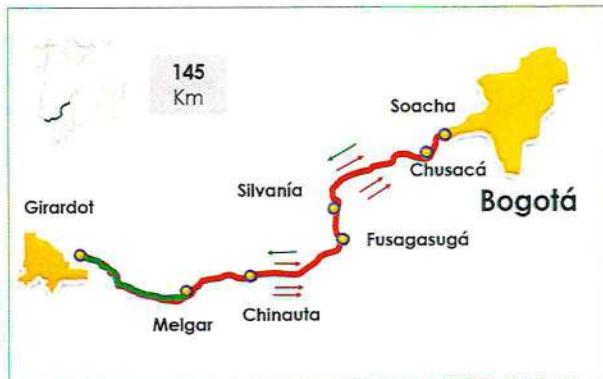 145
Km
Soacha
Chusacá
Bogotá
Silvanía
Girardot
Fusagasugá
Melgar
Chinauta